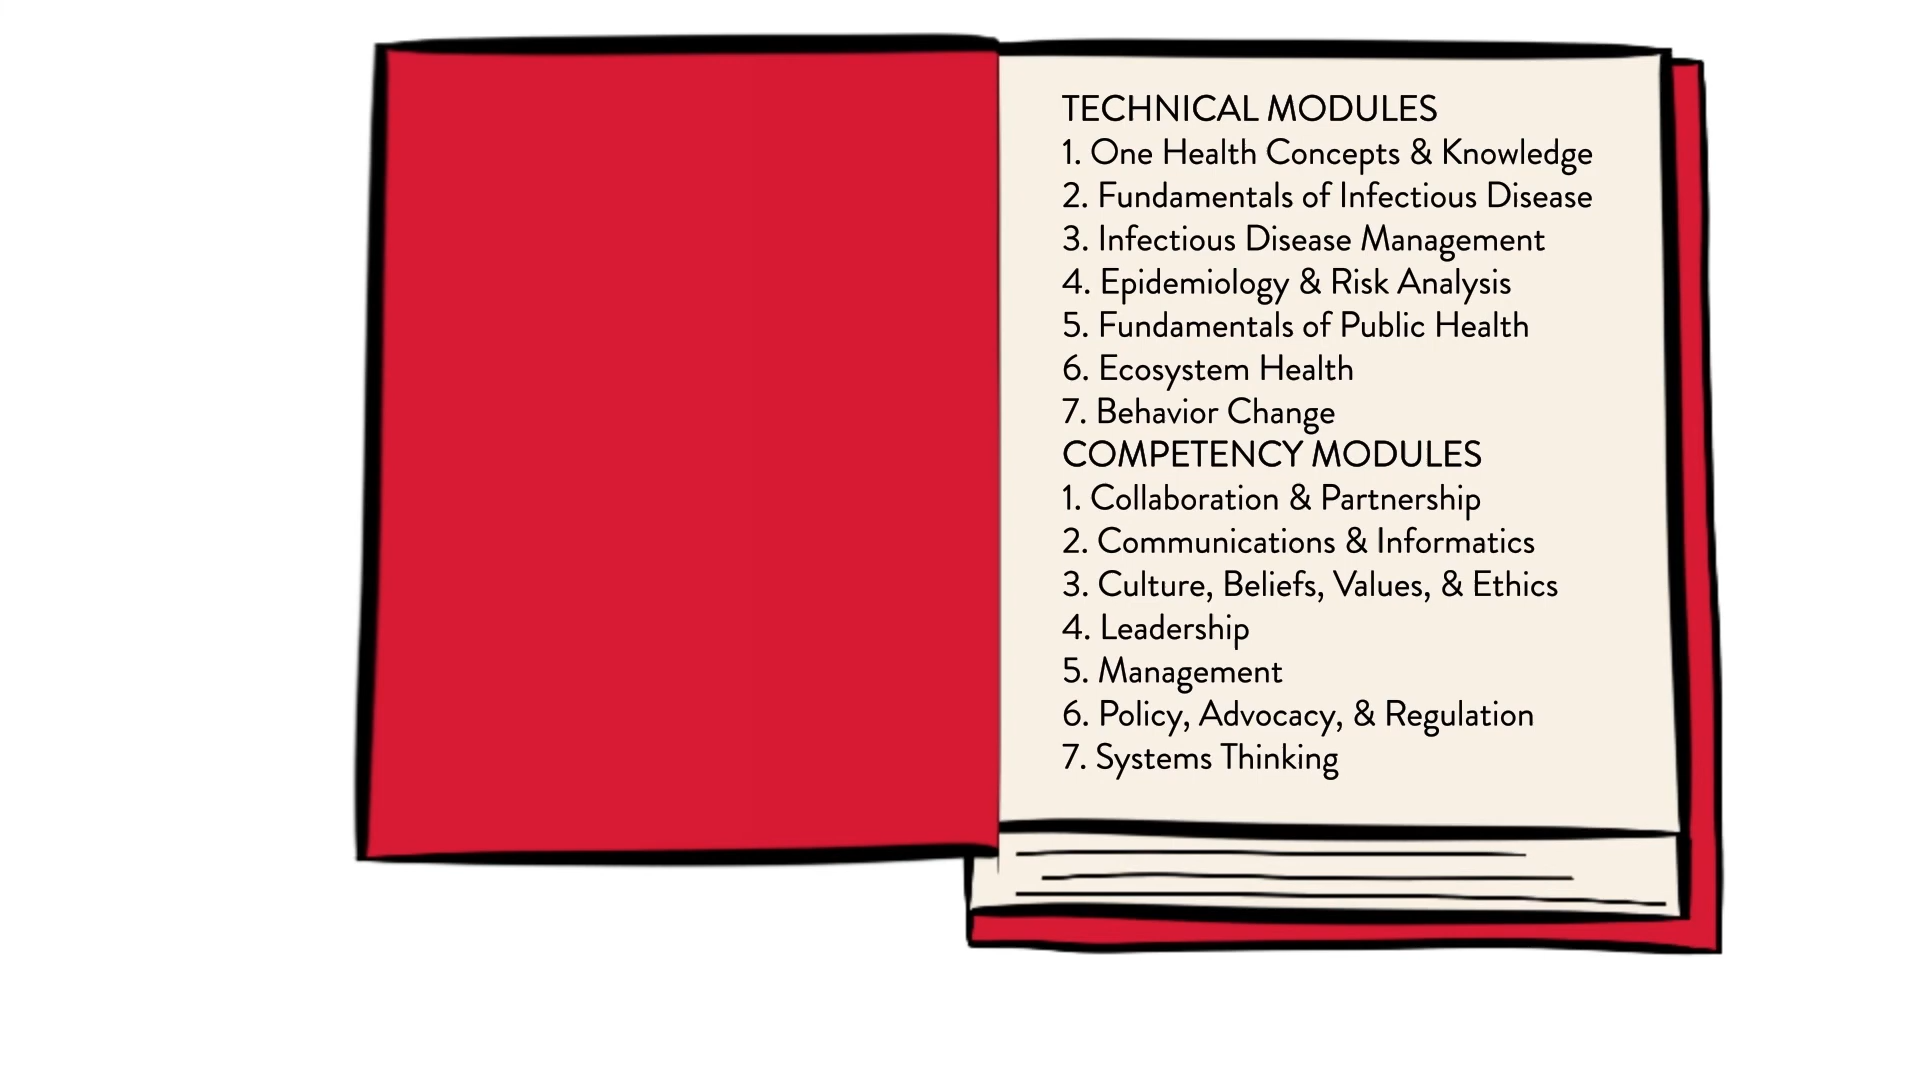 TECHNICAL MODULES
1. One Health Concepts & Knowledge
2. Fundamentals of Infectious Disease
3. Infectious Disease Management
4. Epidemiology & Risk Analysis
5. Fundamentals of Public Health
6. Ecosystem Health
7. Behavior Change
COMPETENCY MODULES
1. Collaboration & Partnership
2. Communications & Informatics
3. Culture, Beliefs, Values, & Ethics
4. Leadership
5. Management
6. Policy, Advocacy, & Regulation
7. Systems Thinking